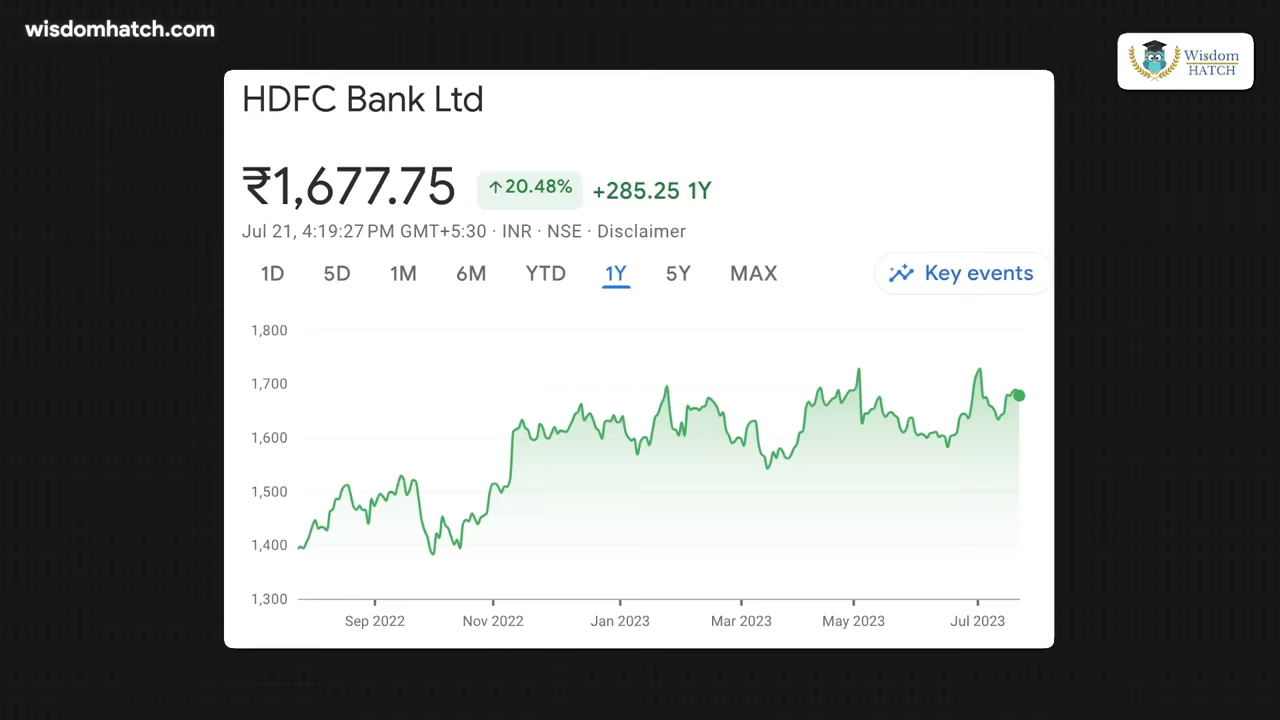 wisdomhatch.com
Wisdom
HATCH
HDFC Bank Ltd
₹1,677.75 ↑20.48% +285.25 1Y
Jul 21, 4:19:27 PM GMT+5:30 · INR · NSE · Disclaimer
1D 5D 1M 6M YTD 1Y 5Y MAX Key events
1,800
1,700
1,600
1,500
1,400
1,300
Sep 2022 Nov 2022 Jan 2023 Mar 2023 May 2023 Jul 2023